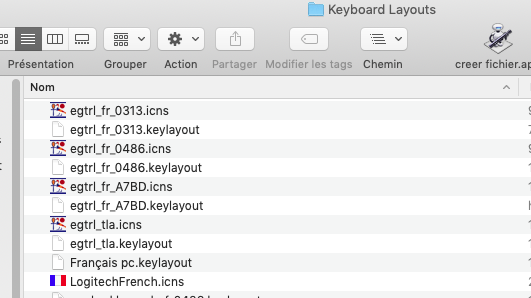 Keyboard Layouts
Présentation Grouper Action Partager Modifier les tags Chemin creer fichier.ap
Nom
egtrl_fr_0313.icns
egtrl_fr_0313.keylayout
egtrl_fr_0486.icns
egtrl_fr_0486.keylayout
egtrl_fr_A7BD.icns
egtrl_fr_A7BD.keylayout
egtrl_tla.icns
egtrl_tla.keylayout
Français pc.keylayout
LogitechFrench.icns